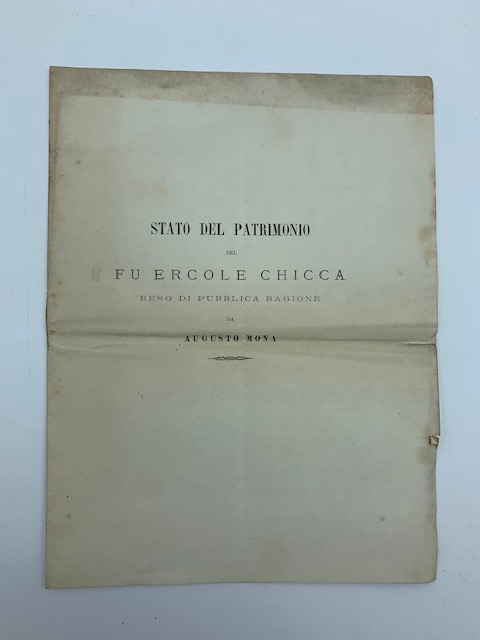 STATO DEL PATRIMONIO
DEL
FU ERCOLE CHICCA
RESO DI PUBBLICA RAGIONE
DA
AUGUSTO MONA